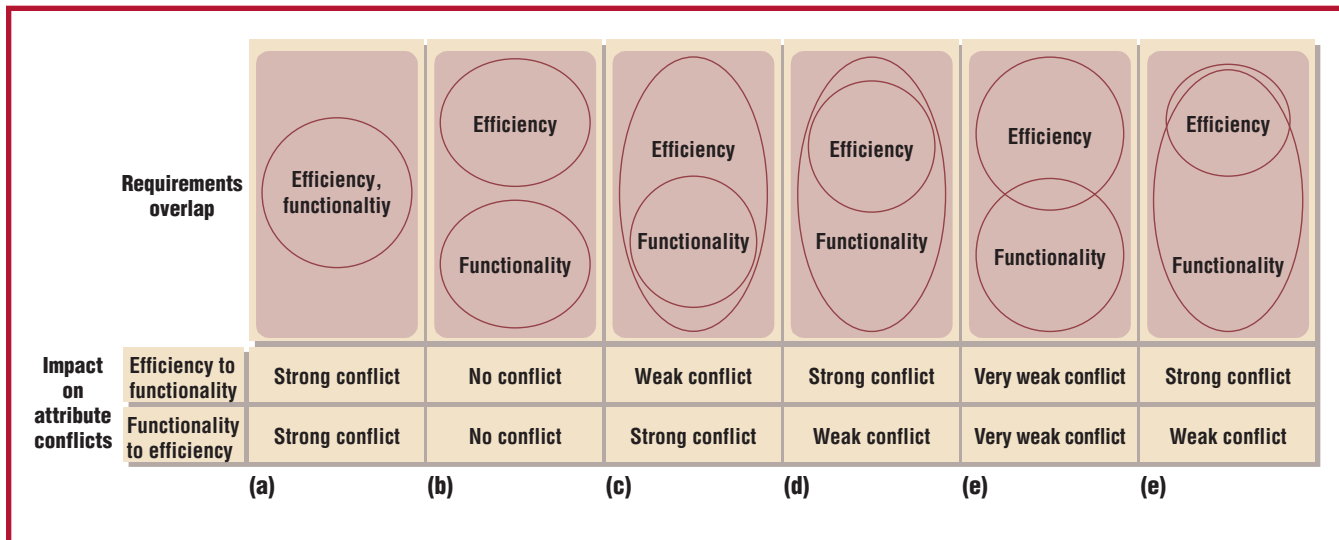 Requirements
overlap
Efficiency,
functionaltiy
Efficiency
Functionality
Efficiency
Functionality
Efficiency
Functionality
Efficiency
Functionality
Efficiency
Functionality
Impact
on
attribute
conflicts
Efficiency to
functionality
Strong conflict
No conflict
Weak conflict
Strong conflict
Very weak conflict
Strong conflict
Functionality
to efficiency
Strong conflict
No conflict
Strong conflict
Weak conflict
Very weak conflict
Weak conflict
(a)
(b)
(c)
(d)
(e)
(e)